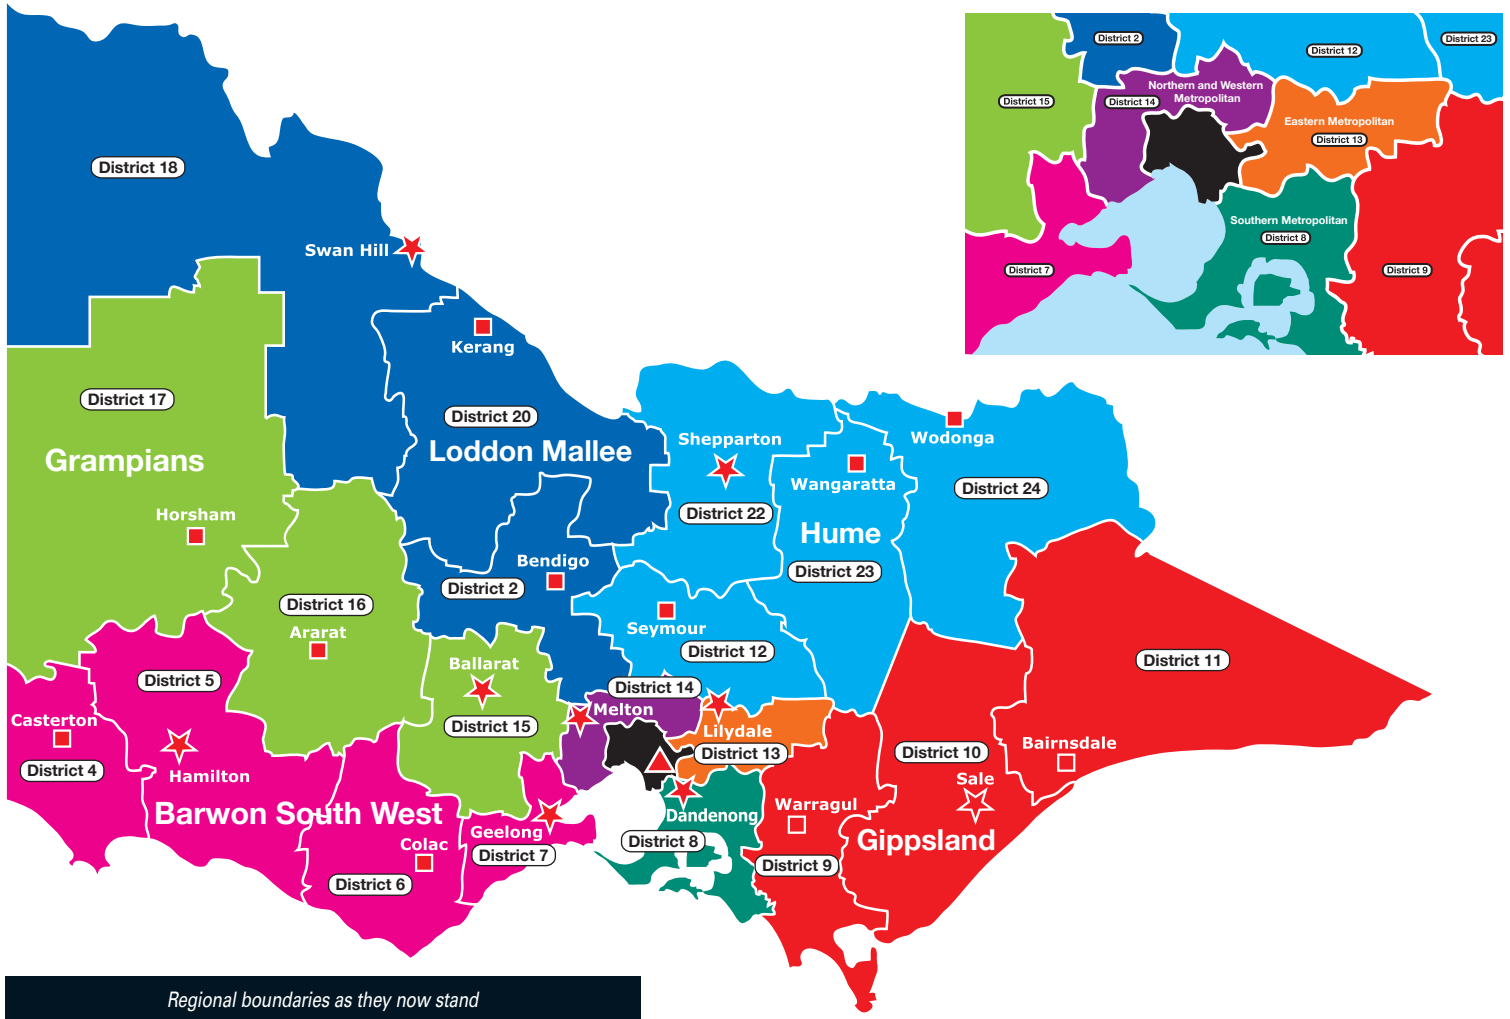 District 2
District 12
District 23
Northern and Western
Metropolitan
District 14
District 15
Eastern Metropolitan
District 13
Southern Metropolitan
District 8
District 7
District 9
District 18
Swan Hill
Kerang
District 17
District 20
Loddon Mallee
Grampians
Shepparton
Wodonga
Wangaratta
District 24
Horsham
District 22
Hume
Bendigo
District 23
District 2
District 16
Ararat
Seymour
District 12
Ballarat
District 11
District 5
District 14
Melton
Casterton
District 15
Lilydale
District 13
District 10
Bairnsdale
District 4
Hamilton
Sale
Barwon South West
Warragul
Dandenong
Geelong
Gippsland
Colac
District 7
District 8
District 9
District 6
Regional boundaries as they now stand